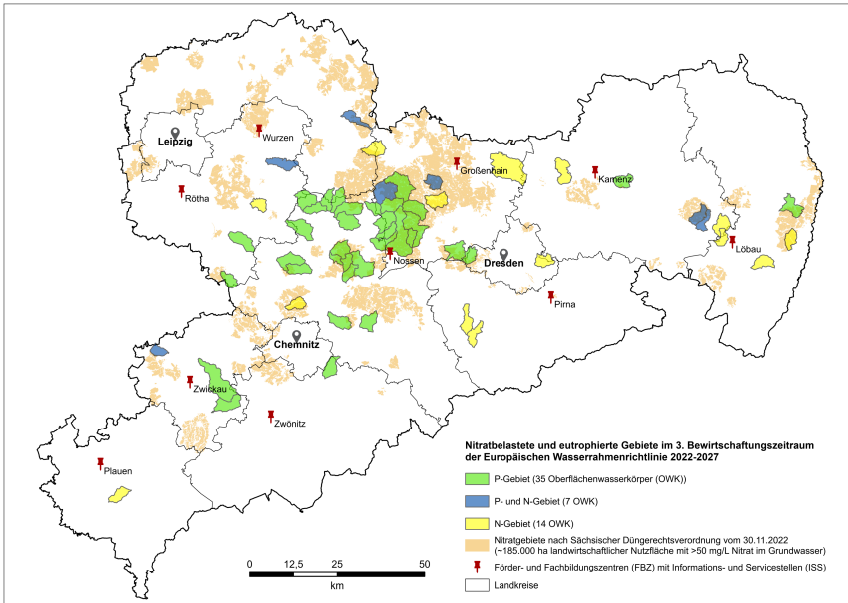 Leipzig
Wurzen
Rötha
Großenhain
Kamenz
Nossen
Dresden
Löbau
Pirna
Chemnitz
Zwickau
Zwönitz
Plauen
Nitratbelastete und eutrophierte Gebiete im 3. Bewirtschaftungszeitraum
der Europäischen Wasserrahmenrichtlinie 2022-2027
P-Gebiet (35 Oberflächenwasserkörper (OWK))
P- und N-Gebiet (7 OWK)
N-Gebiet (14 OWK)
Nitratgebiete nach Sächsischer Düngerechtsverordnung vom 30.11.2022
(~185.000 ha landwirtschaftlicher Nutzfläche mit >50 mg/L Nitrat im Grundwasser)
Förder- und Fachbildungszentren (FBZ) mit Informations- und Servicestellen (ISS)
Landkreise
0 12,5 25 50
km